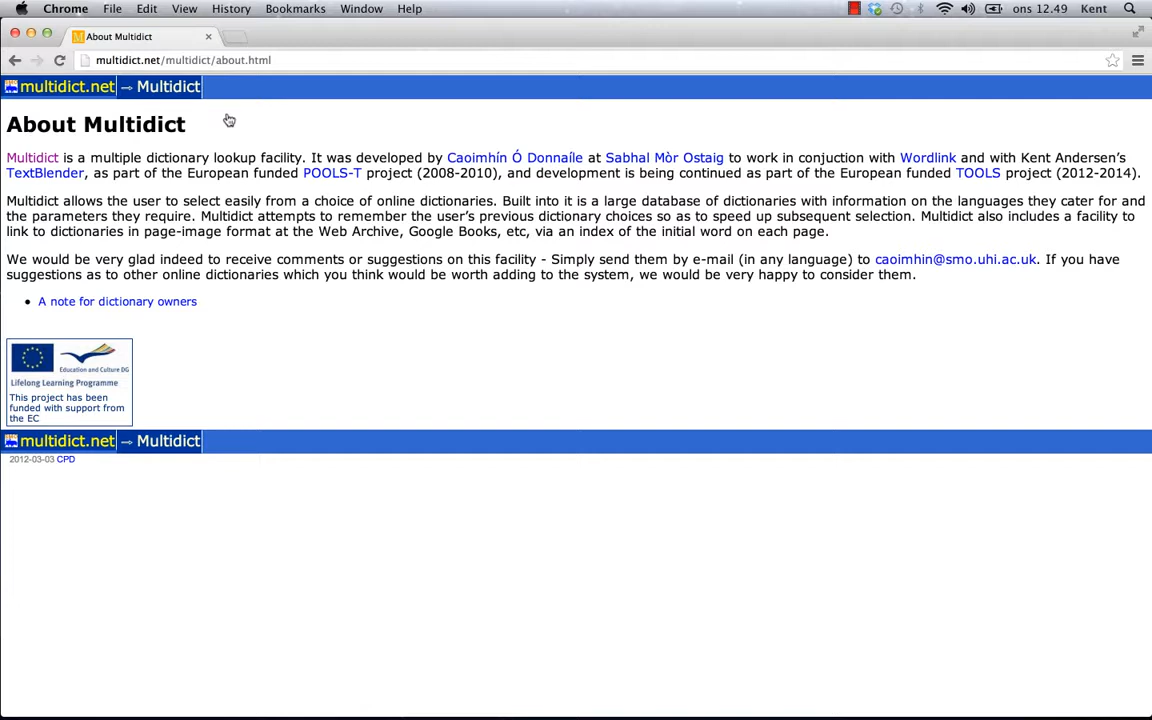 Chrome File Edit View History Bookmarks Window Help ons 12.49 Kent
About Multidict
multidict.net/multidict/about.html
multidict.net → Multidict
About Multidict
Multidict is a multiple dictionary lookup facility. It was developed by Caoimhín Ó Donnaíle at Sabhal Mòr Ostaig to work in conjuction with Wordlink and with Kent Andersen's
TextBlender, as part of the European funded POOLS-T project (2008-2010), and development is being continued as part of the European funded TOOLS project (2012-2014).
Multidict allows the user to select easily from a choice of online dictionaries. Built into it is a large database of dictionaries with information on the languages they cater for and
the parameters they require. Multidict attempts to remember the user's previous dictionary choices so as to speed up subsequent selection. Multidict also includes a facility to
link to dictionaries in page-image format at the Web Archive, Google Books, etc, via an index of the initial word on each page.
We would be very glad indeed to receive comments or suggestions on this facility - Simply send them by e-mail (in any language) to caoimhin@smo.uhi.ac.uk. If you have
suggestions as to other online dictionaries which you think would be worth adding to the system, we would be very happy to consider them.
• A note for dictionary owners
Education and Culture DG
Lifelong Learning Programme
This project has been
funded with support from
the EC
multidict.net → Multidict
2012-03-03 CPD